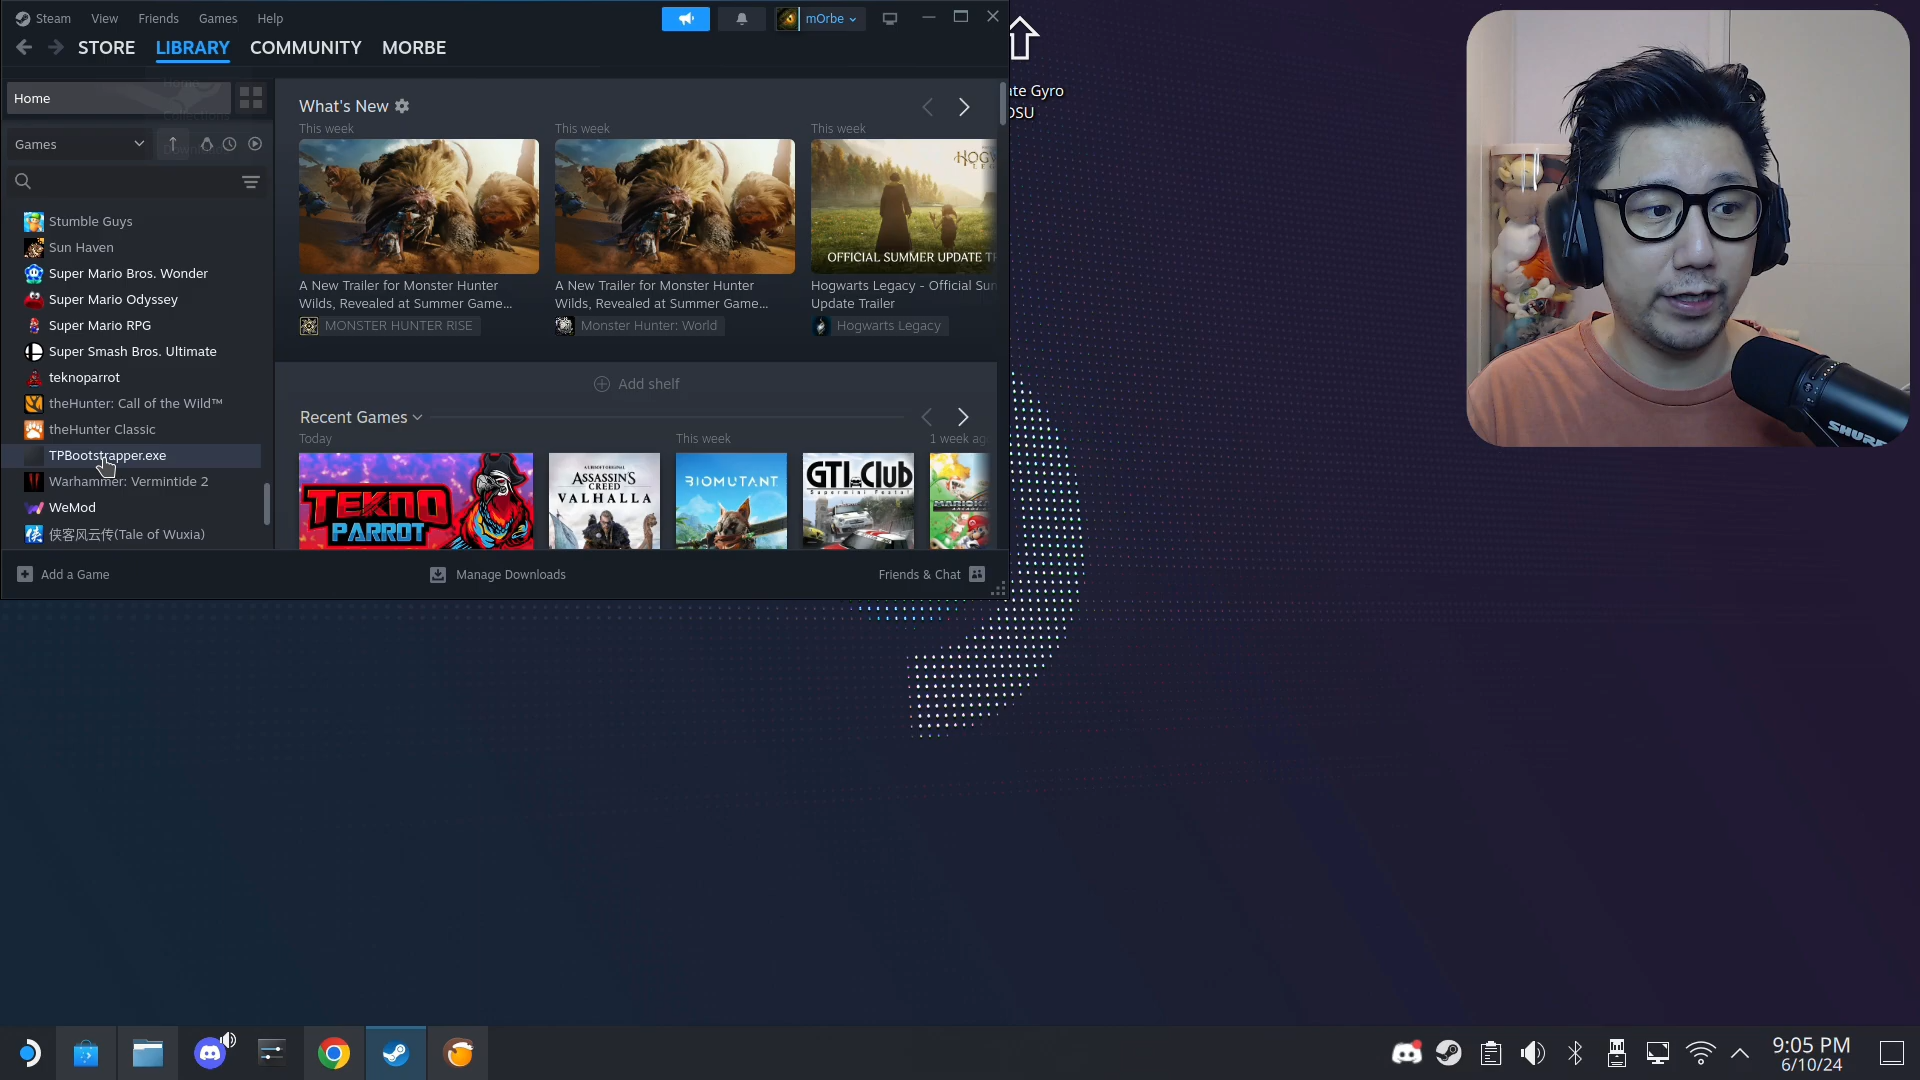 Steam View Friends Games Help mOrbe
STORE LIBRARY COMMUNITY MORBE
Home
Games
Stumble Guys
Sun Haven
Super Mario Bros. Wonder
Super Mario Odyssey
Super Mario RPG
Super Smash Bros. Ultimate
teknoparrot
theHunter: Call of the Wild™
theHunter Classic
TPBootstrapper.exe
Warhammer: Vermintide 2
WeMod
侠客风云传(Tale of Wuxia)
What's New
This week This week This week
OFFICIAL SUMMER UPDATE T
A New Trailer for Monster Hunter
Wilds, Revealed at Summer Game...
MONSTER HUNTER RISE
A New Trailer for Monster Hunter
Wilds, Revealed at Summer Game...
Monster Hunter: World
Hogwarts Legacy - Official Sun
Update Trailer
Hogwarts Legacy
Add shelf
Recent Games
Today This week 1 week ag
TEKNO
PARROT
ASSASSIN'S
CREED
VALHALLA
BIOMUTANT
GTI Club
Supermini Festa!
Add a Game Manage Downloads Friends & Chat
ate Gyro
DSU
SHURE
9:05 PM
6/10/24